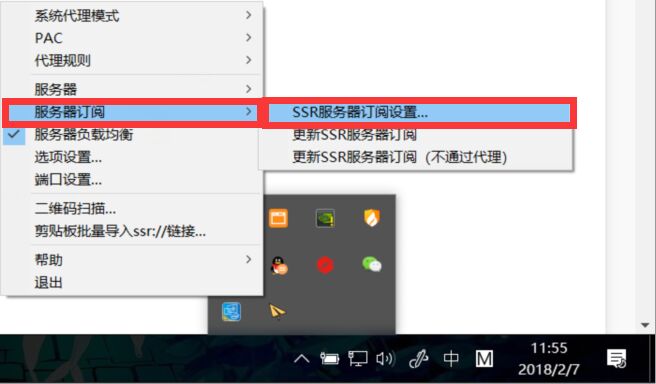 系统代理模式
PAC
代理规则
服务器
服务器订阅
服务器负载均衡
选项设置...
端口设置...
二维码扫描...
剪贴板批量导入ssr://链接...
帮助
退出
SSR服务器订阅设置...
更新SSR服务器订阅
更新SSR服务器订阅（不通过代理）
中
M
11:55
2018/2/7